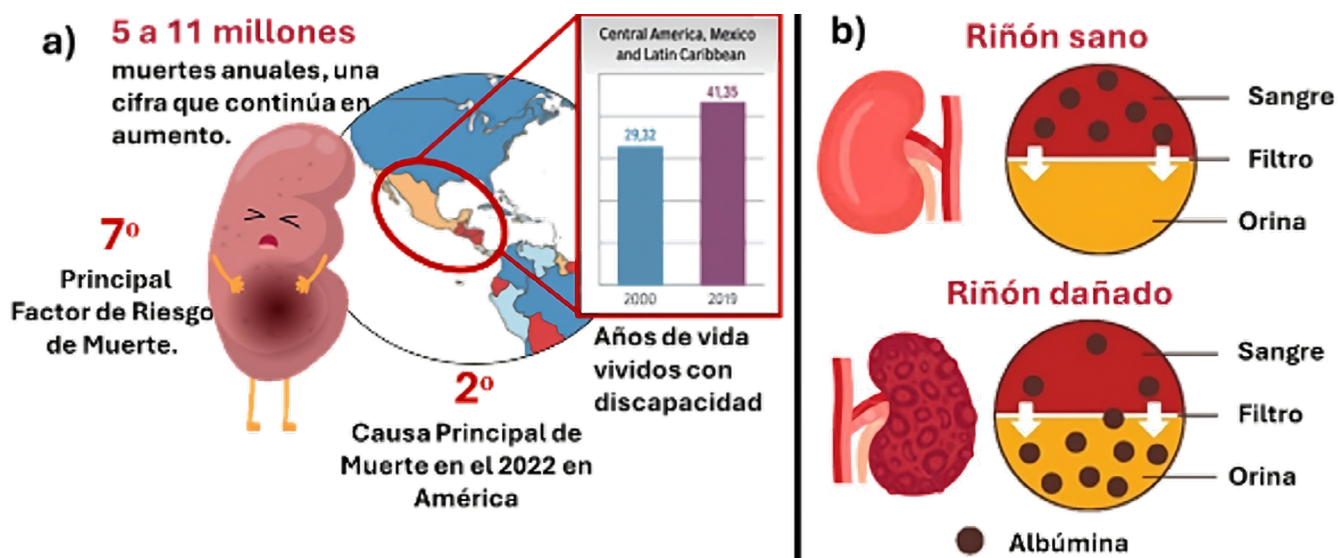 a)
5 a 11 millones
muertes anuales, una
cifra que continúa en
aumento.
7º
Principal
Factor de Riesgo
de Muerte.
2º
Causa Principal de
Muerte en el 2022 en
América
Central America, Mexico
and Latin Caribbean
29,32
41,35
2000
2019
Años de vida
vividos con
discapacidad
b)
Riñón sano
Sangre
Filtro
Orina
Riñón dañado
Sangre
Filtro
Orina
Albúmina